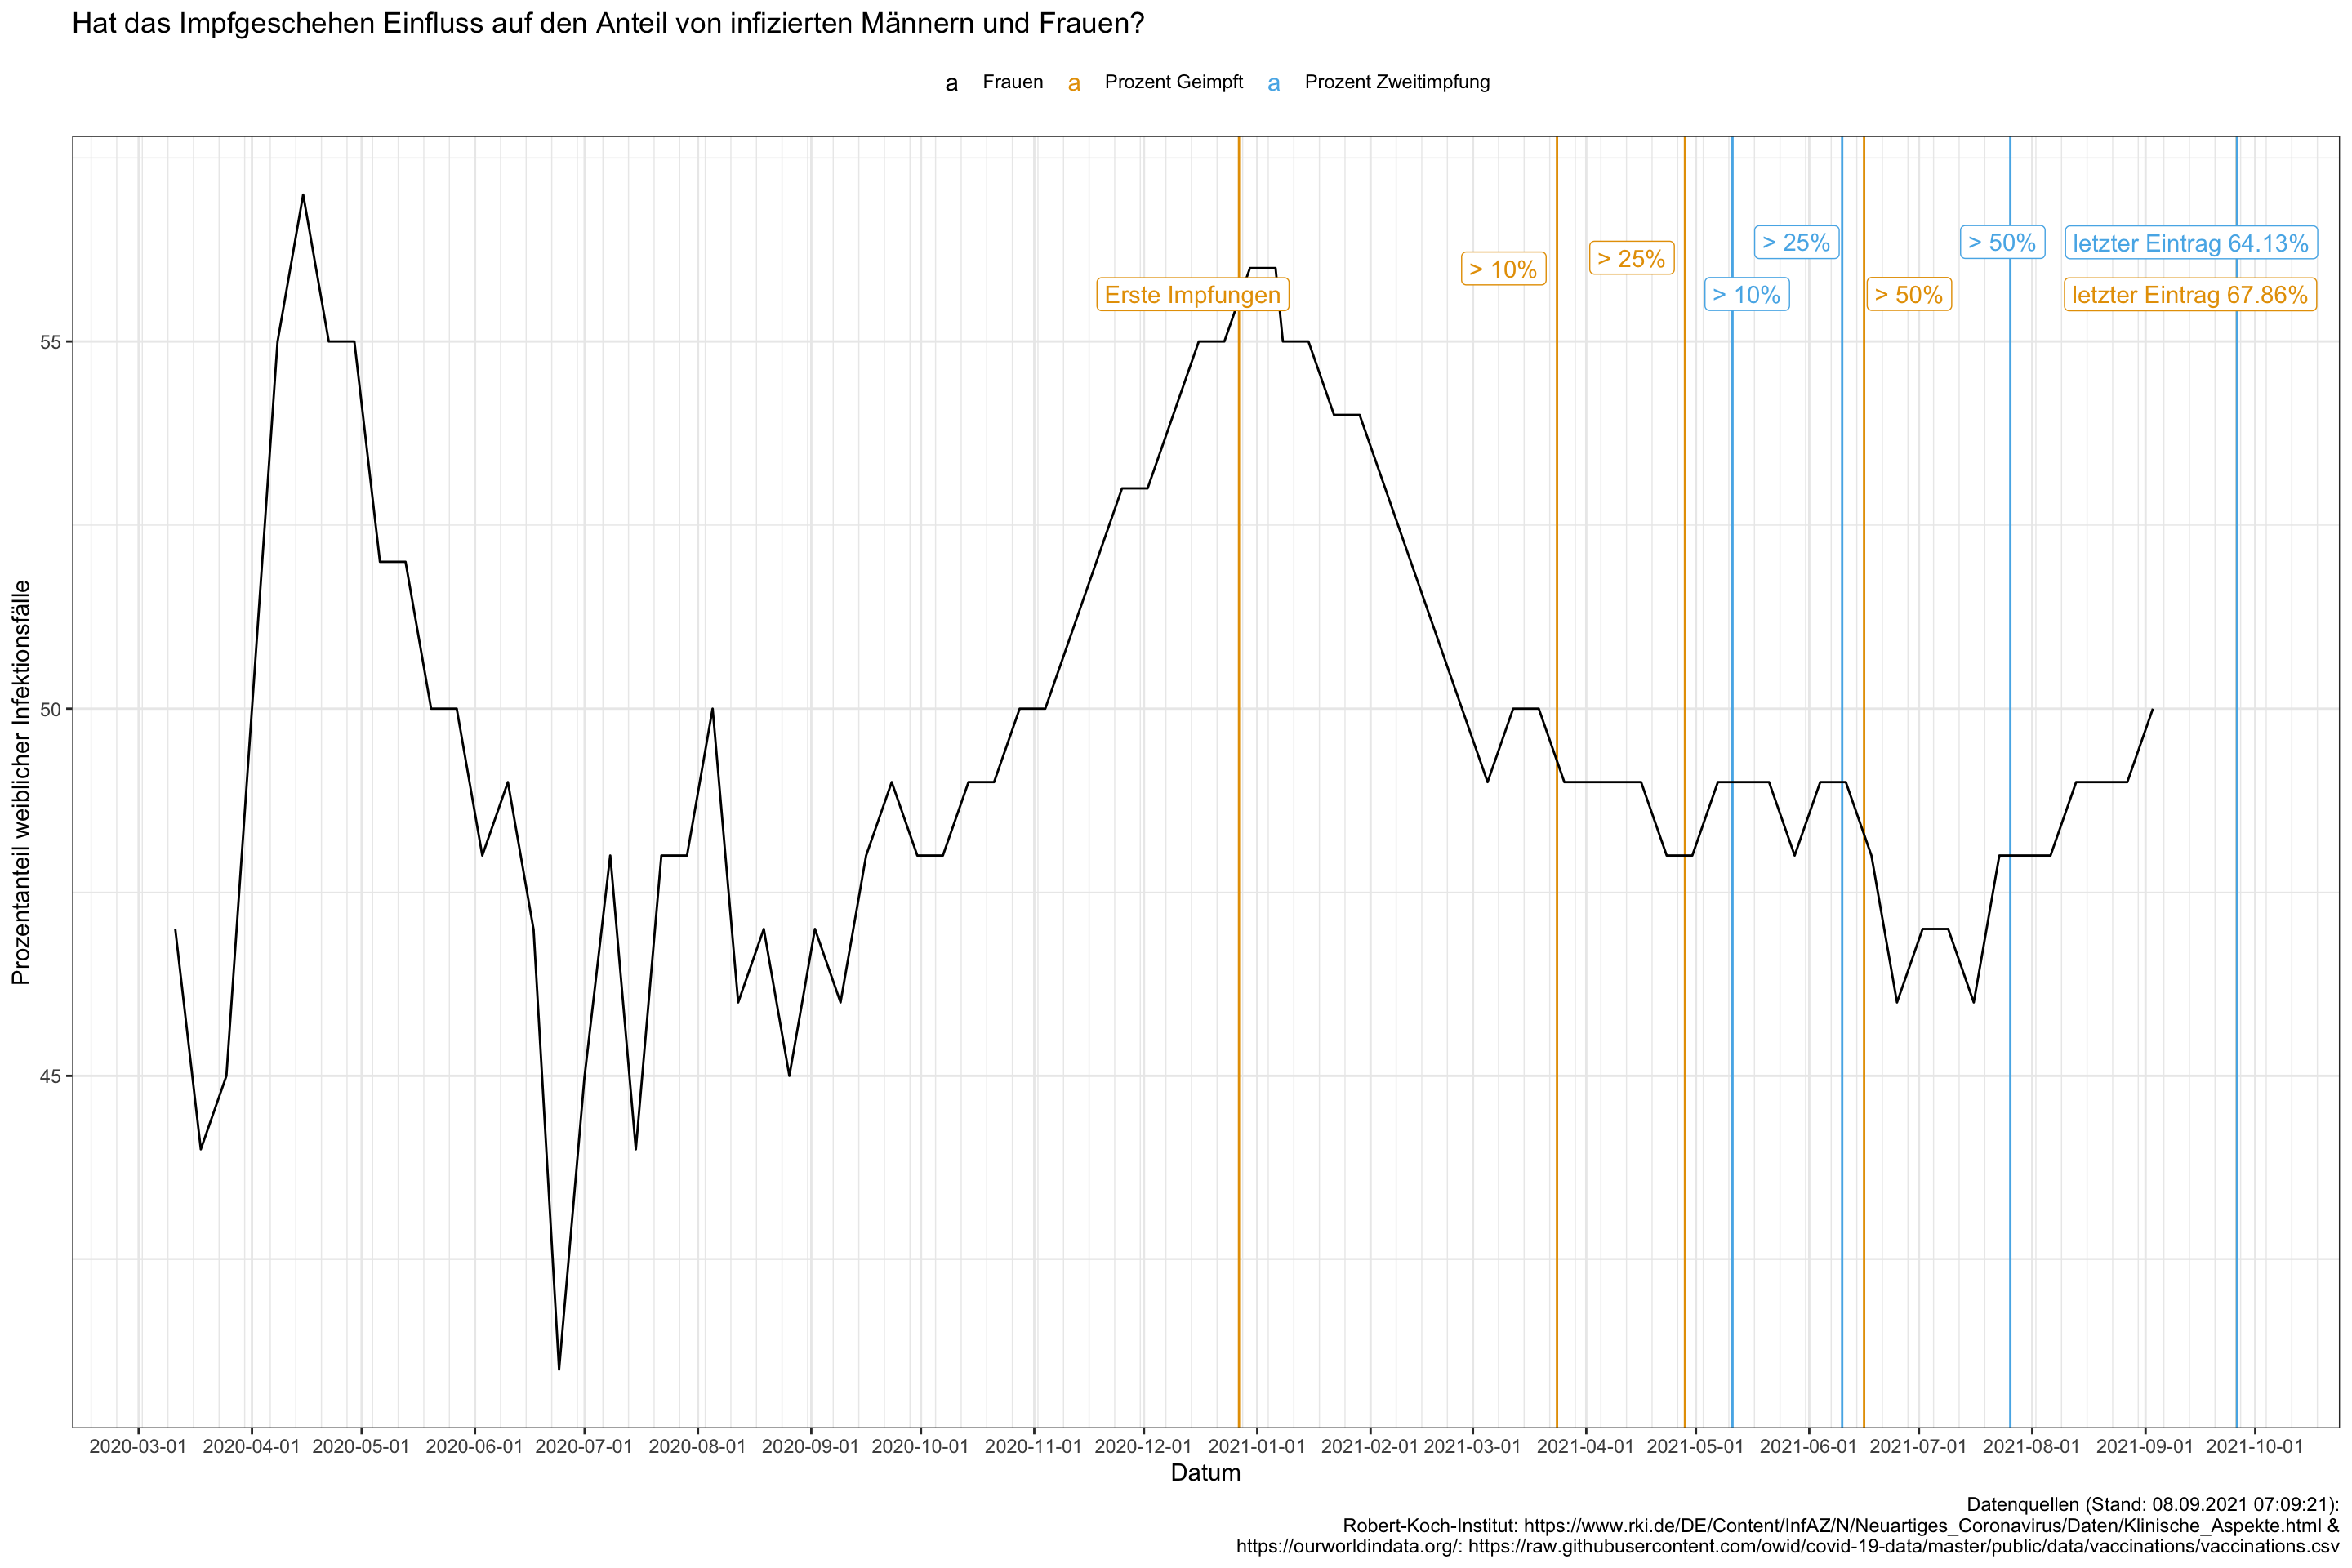 Hat das Impfgeschehen Einfluss auf den Anteil von infizierten Männern und Frauen?
a Frauen a Prozent Geimpft a Prozent Zweitimpfung
> 25%
> 50%
letzter Eintrag 64.13%
> 10%
> 25%
Erste Impfungen
> 10%
> 50%
letzter Eintrag 67.86%
55
50
45
Prozentanteil weiblicher Infektionsfälle
2020-03-01 2020-04-01 2020-05-01 2020-06-01 2020-07-01 2020-08-01 2020-09-01 2020-10-01 2020-11-01 2020-12-01 2021-01-01 2021-02-01 2021-03-01 2021-04-01 2021-05-01 2021-06-01 2021-07-01 2021-08-01 2021-09-01 2021-10-01
Datum
Datenquellen (Stand: 08.09.2021 07:09:21):
Robert-Koch-Institut: https://www.rki.de/DE/Content/InfAZ/N/Neuartiges_Coronavirus/Daten/Klinische_Aspekte.html &
https://ourworldindata.org/: https://raw.githubusercontent.com/owid/covid-19-data/master/public/data/vaccinations/vaccinations.csv